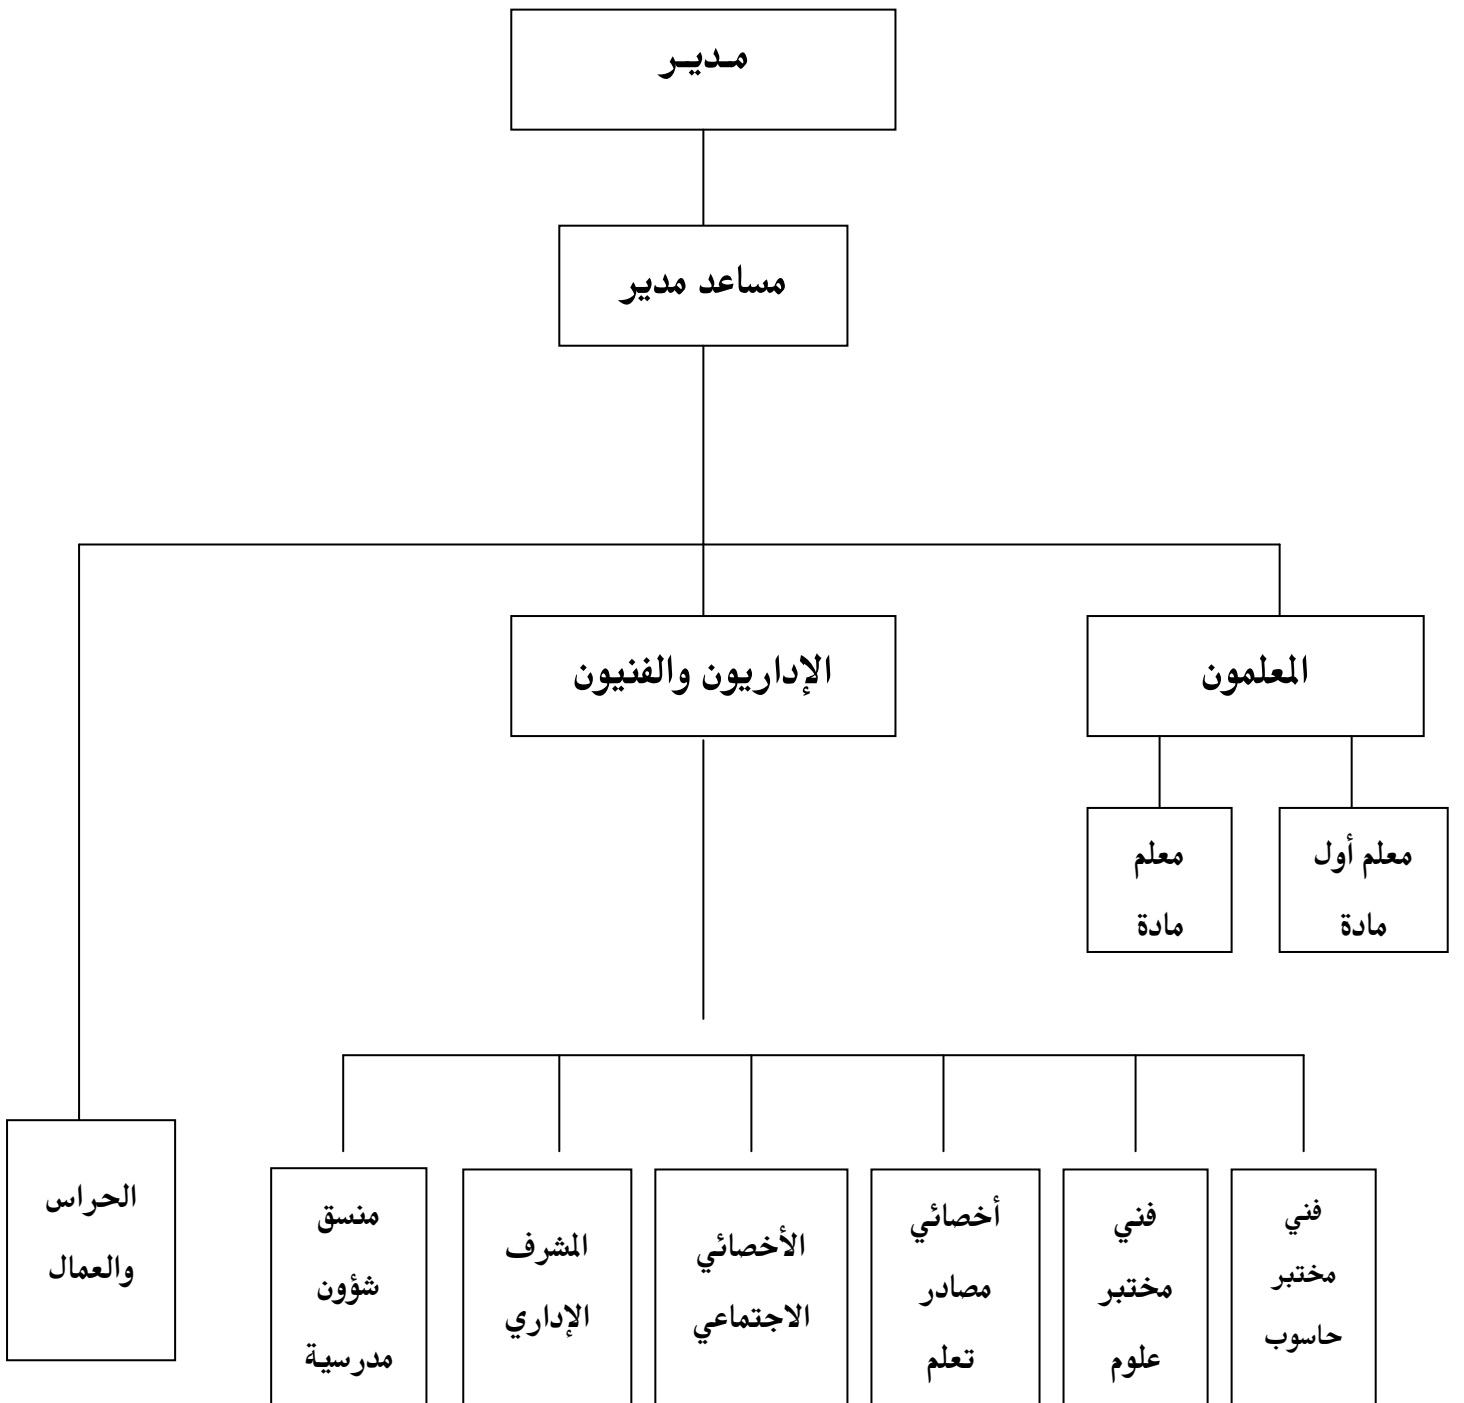 مـديـر
مساعد مدير
المعلمون
الإداريون والفنيون
معلم أول
مادة
معلم
مادة
فني
مختبر
حاسوب
فني
مختبر
علوم
أخصائي
مصادر
تعلم
الأخصائي
الاجتماعي
المشرف
الإداري
منسق
شؤون
مدرسية
الحراس
والعمال